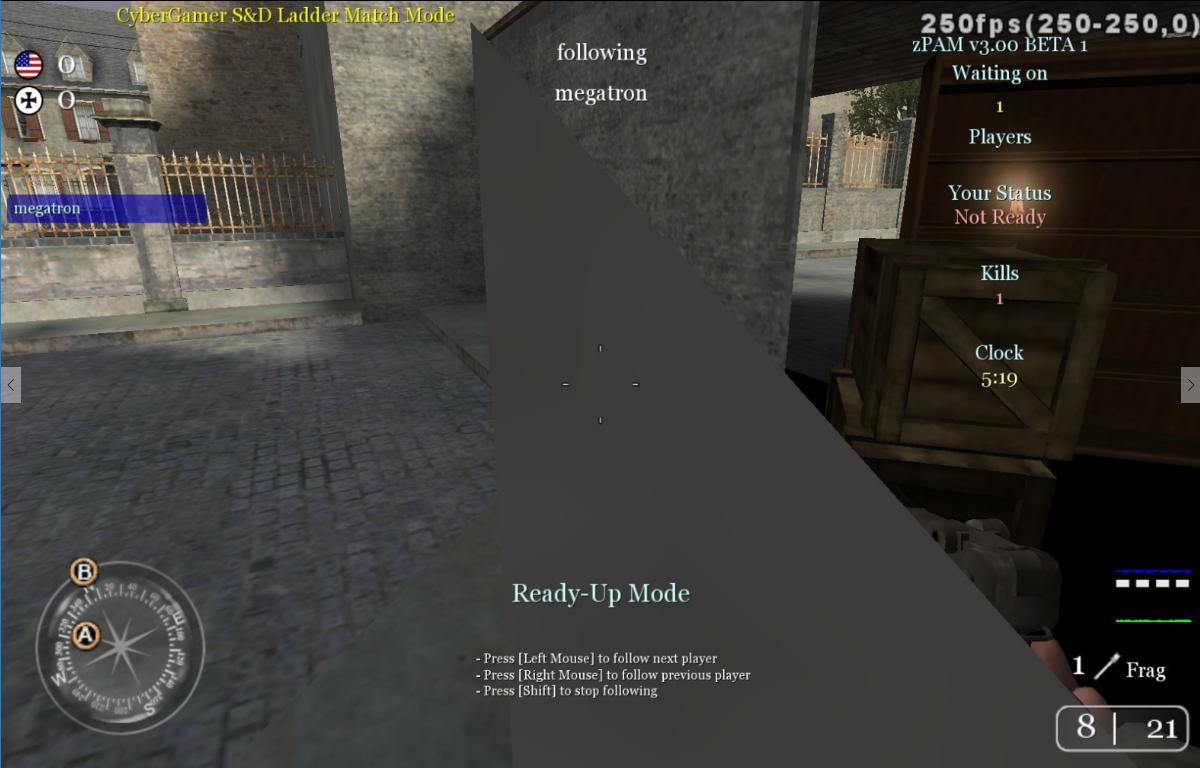 CyberGamer S&D Ladder Match Mode
250fps(250-250,0)
zPAM v3.00 BETA 1
0
0
following
megatron
Waiting on
1
Players
Your Status
Not Ready
megatron
Kills
1
Clock
5:19
B
A
Ready-Up Mode
- Press [Left Mouse] to follow next player
- Press [Right Mouse] to follow previous player
- Press [Shift] to stop following
1 Frag
8 | 21